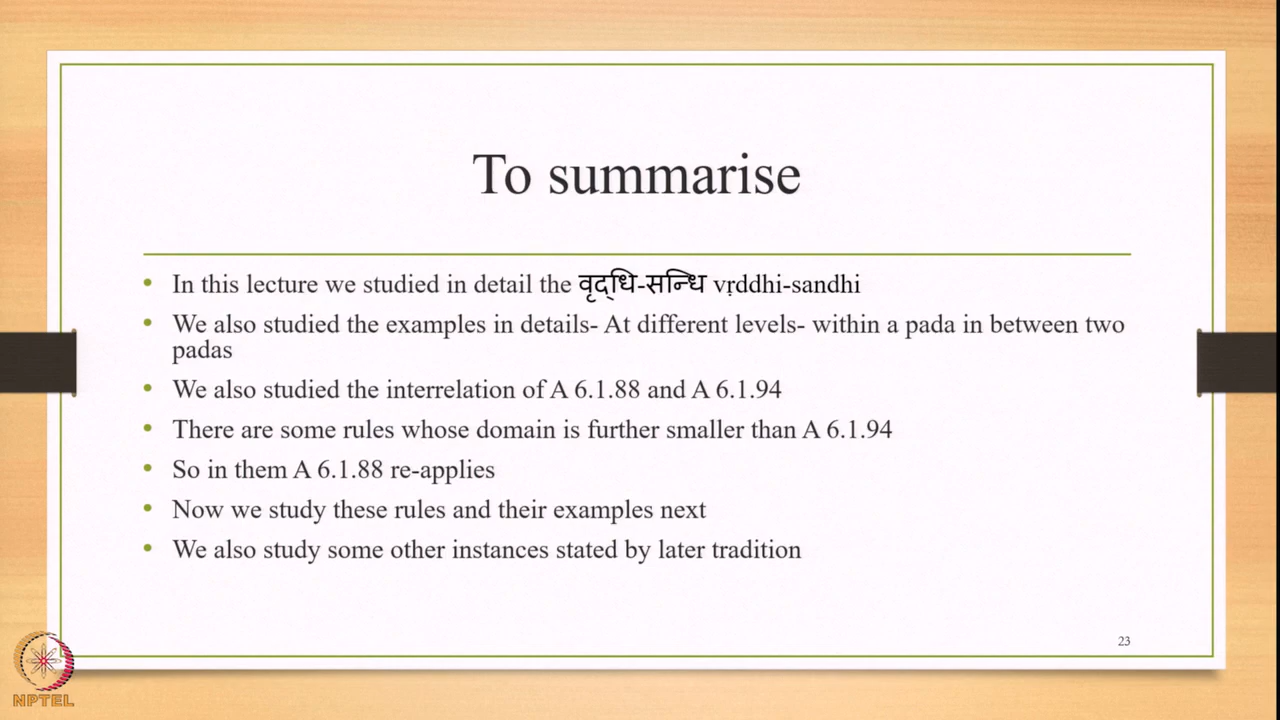 To summarise
In this lecture we studied in detail the वृद्धि-सन्धि vṛddhi-sandhi
We also studied the examples in details- At different levels- within a pada in between two
padas
We also studied the interrelation of A 6.1.88 and A 6.1.94
There are some rules whose domain is further smaller than A 6.1.94
So in them A 6.1.88 re-applies
Now we study these rules and their examples next
We also study some other instances stated by later tradition
23
NPTEL